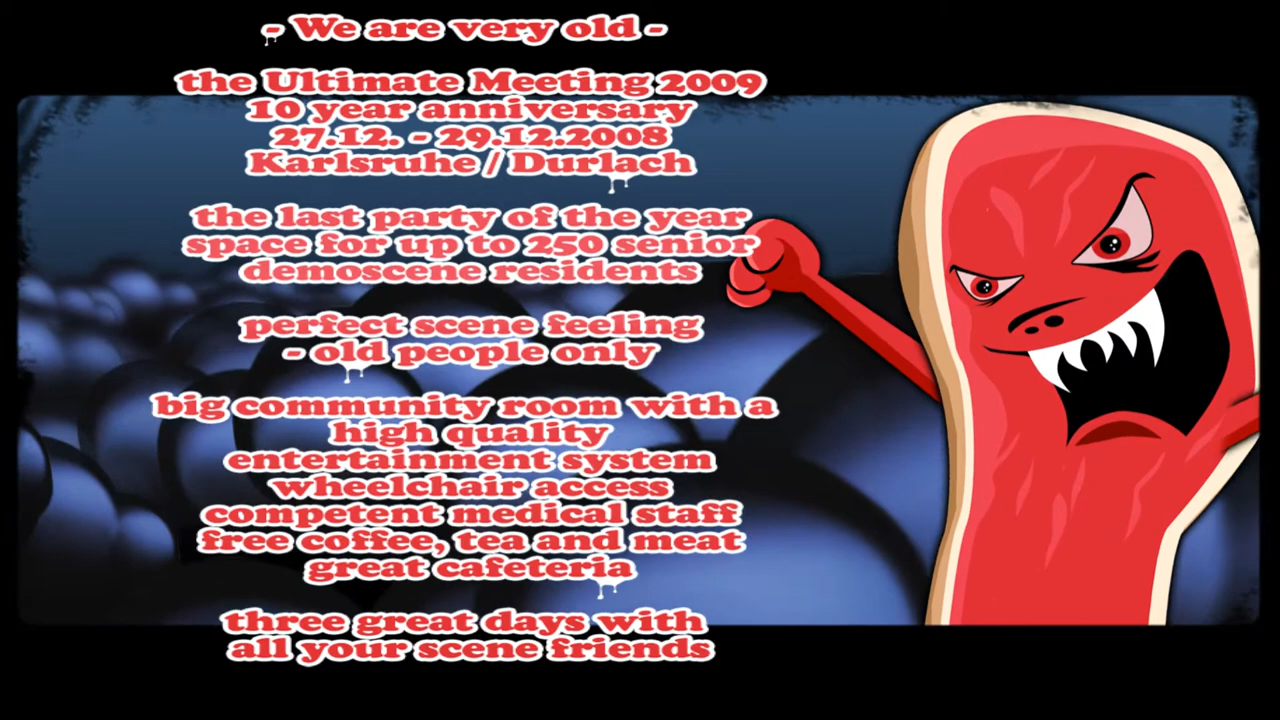 - We are very old -
the Ultimate Meeting 2009
10 year anniversary
27.12. - 29.12.2008
Karlsruhe / Durlach
the last party of the year
space for up to 250 senior
demoscene residents
perfect scene feeling
- old people only
big community room with a
high quality
entertainment system
wheelchair access
competent medical staff
free coffee, tea and meat
great cafeteria
three great days with
all your scene friends